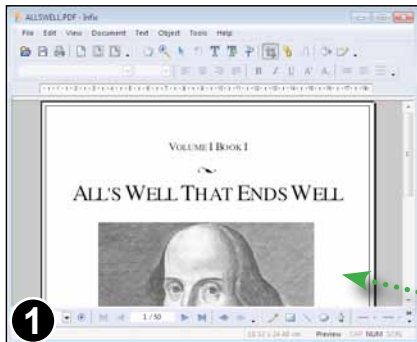 ALLSWELL.PDF - Infix
File Edit View Document Text Object Tools Help
VOLUME I BOOK I
ALL'S WELL THAT ENDS WELL
1
1 / 50
Preview CAP NUM SCRL